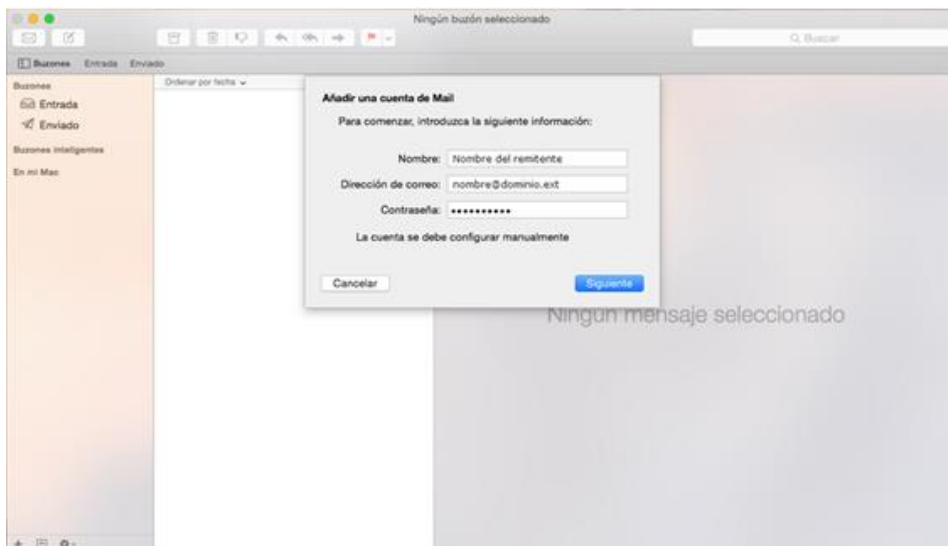 Ningún buzón seleccionado
Buscar
Buzones Entrada Enviado
Buzones
Entrada
Enviado
Buzones inteligentes
En mi Mac
Ordenar por fecha
Añadir una cuenta de Mail
Para comenzar, introduzca la siguiente información:
Nombre: Nombre del remitente
Dirección de correo: nombre@dominio.ext
Contraseña: ••••••••••
La cuenta se debe configurar manualmente
Cancelar Siguiente
Ningún mensaje seleccionado